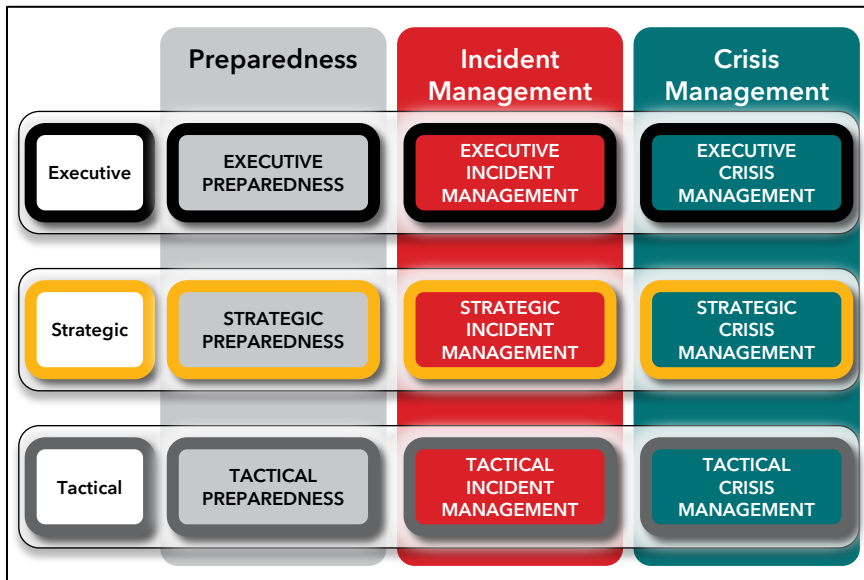 Preparedness
Incident
Management
Crisis
Management
Executive
EXECUTIVE
PREPAREDNESS
EXECUTIVE
INCIDENT
MANAGEMENT
EXECUTIVE
CRISIS
MANAGEMENT
Strategic
STRATEGIC
PREPAREDNESS
STRATEGIC
INCIDENT
MANAGEMENT
STRATEGIC
CRISIS
MANAGEMENT
Tactical
TACTICAL
PREPAREDNESS
TACTICAL
INCIDENT
MANAGEMENT
TACTICAL
CRISIS
MANAGEMENT